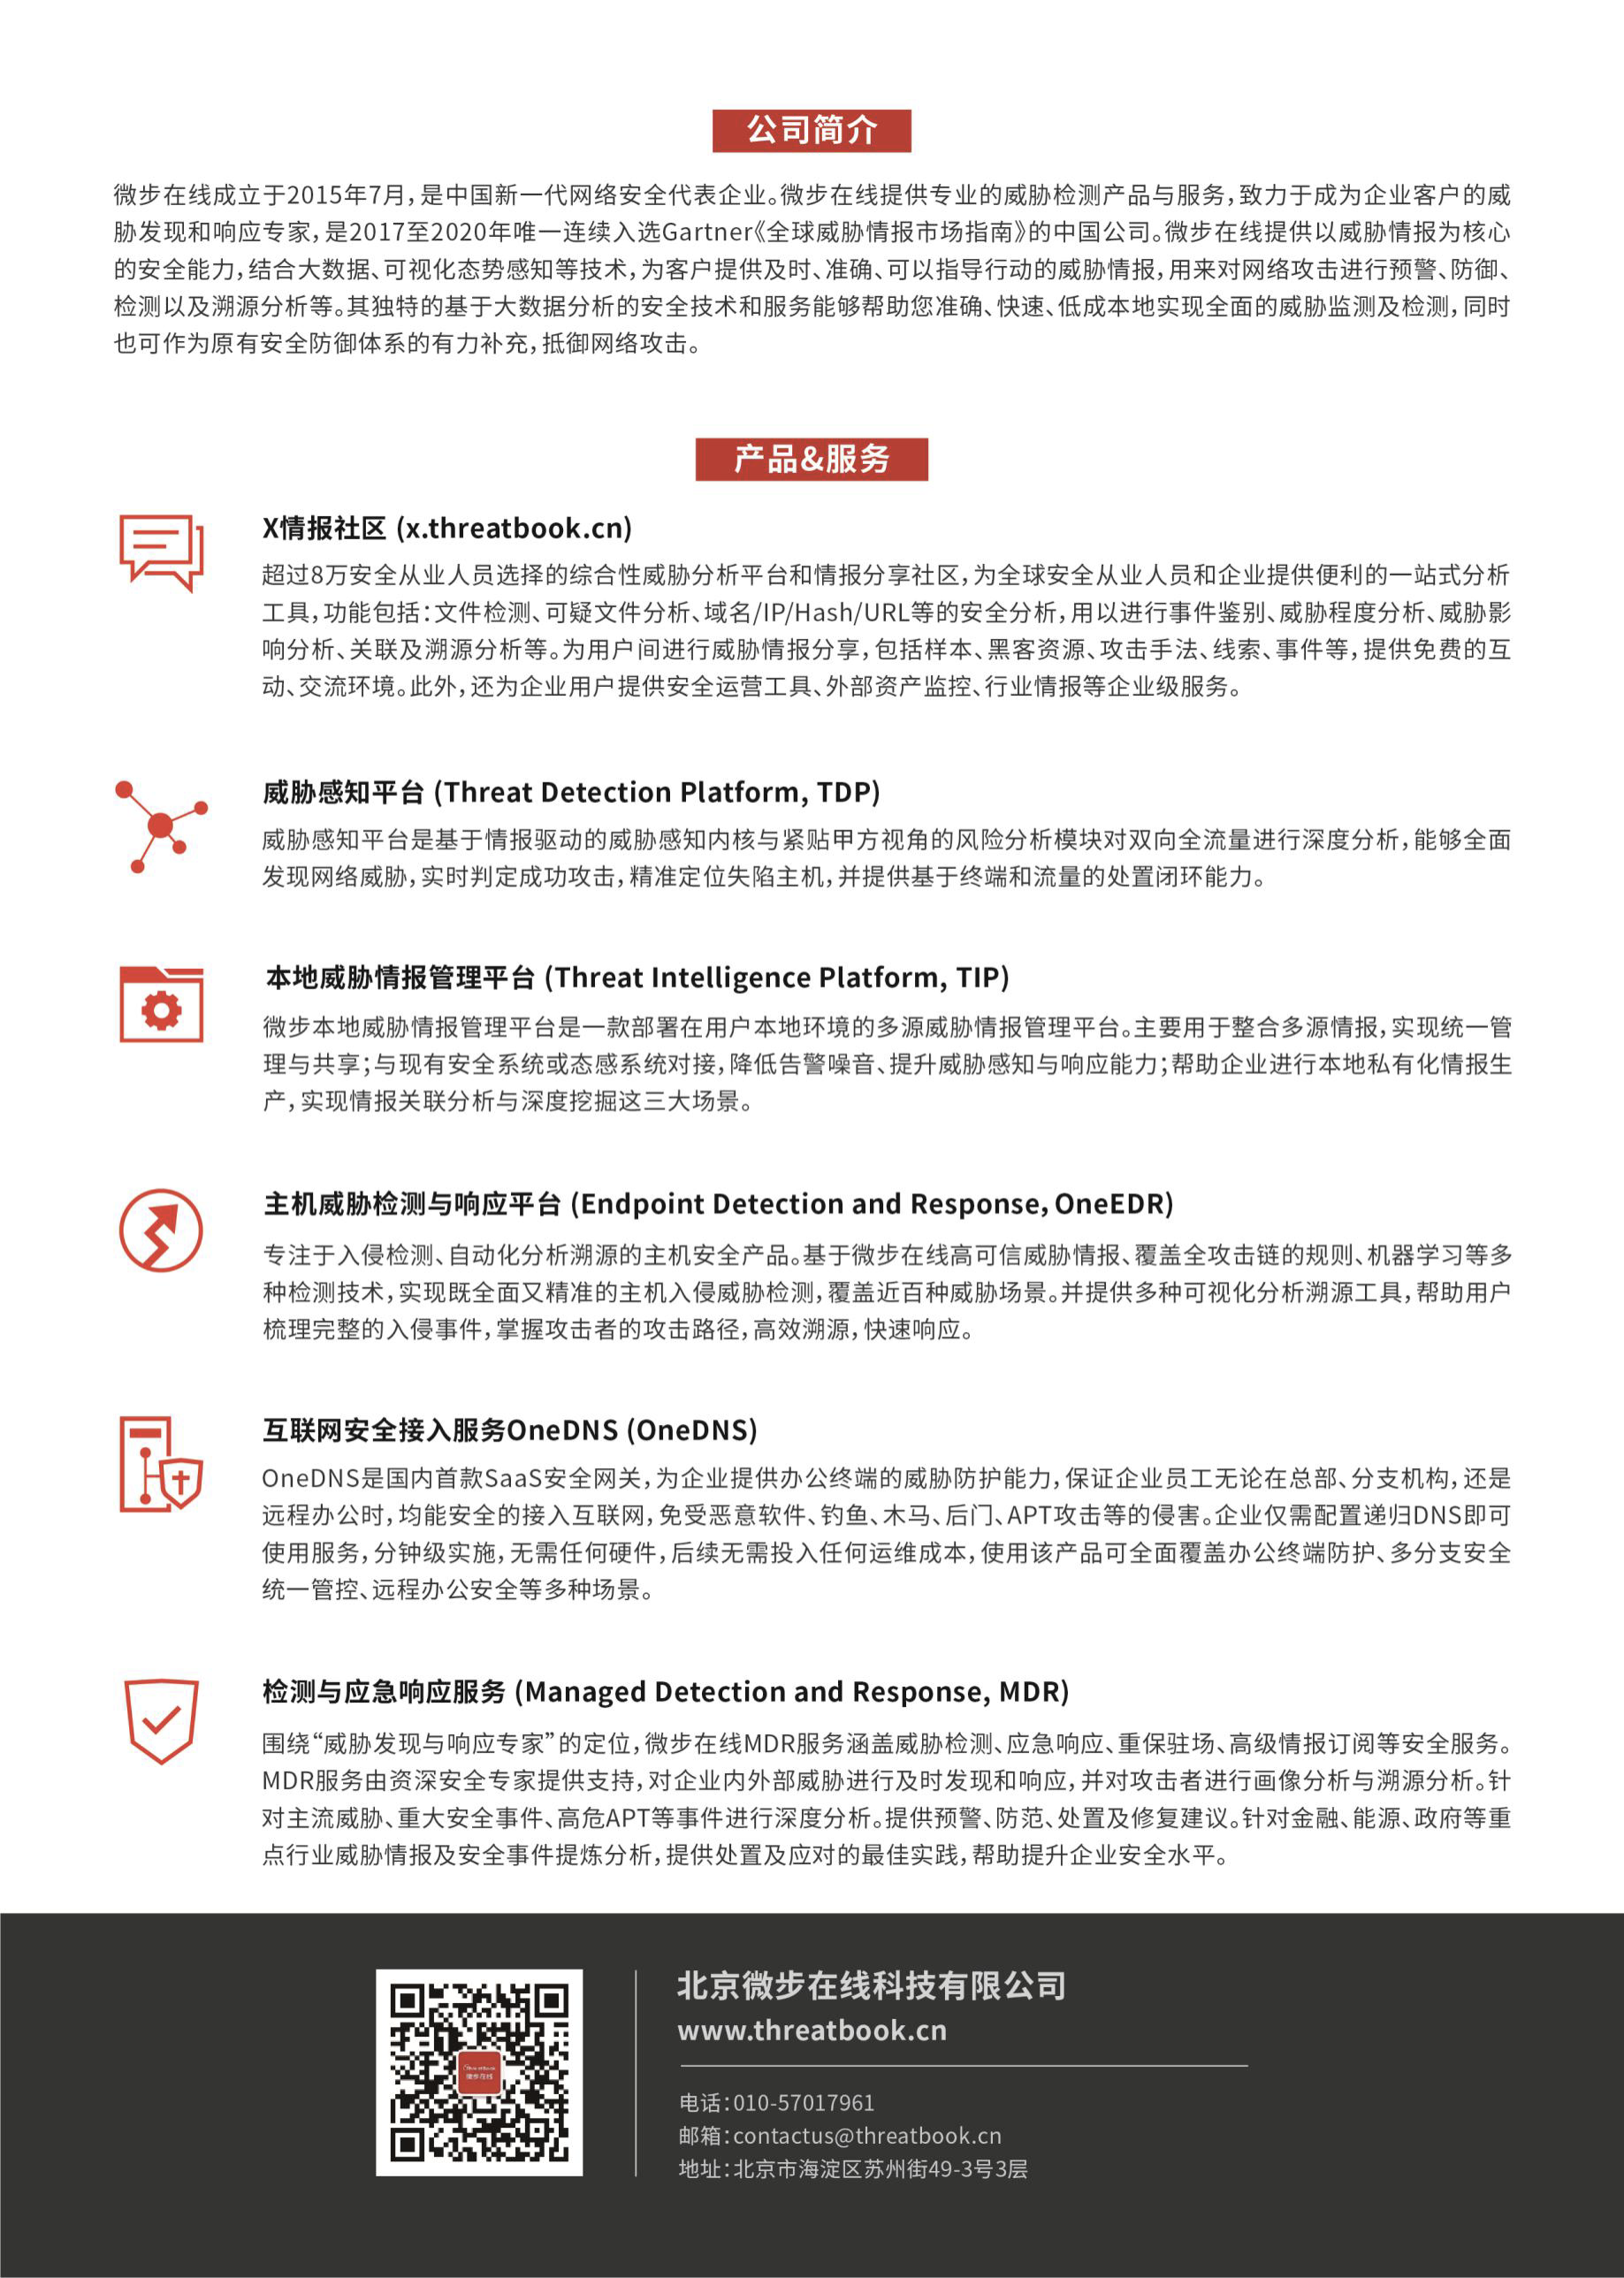 公司简介
微步在线成立于2015年7月，是中国新一代网络安全代表企业。微步在线提供专业的威胁检测产品与服务，致力于成为企业客户的威
胁发现和响应专家，是2017至2020年唯一连续入选Gartner《全球威胁情报市场指南》的中国公司。微步在线提供以威胁情报为核心
的安全能力，结合大数据、可视化态势感知等技术，为客户提供及时、准确、可以指导行动的威胁情报，用来对网络攻击进行预警、防御、
检测以及溯源分析等。其独特的基于大数据分析的安全技术和服务能够帮助您准确、快速、低成本地实现全面的威胁监测及检测，同时
也可作为原有安全防御体系的有力补充，抵御网络攻击。
产品&服务
X情报社区 (x.threatbook.cn)
超过8万安全从业人员选择的综合性威胁分析平台和情报分享社区，为全球安全从业人员和企业提供便利的一站式分析
工具，功能包括：文件检测、可疑文件分析、域名/IP/Hash/URL等的安全分析，用以进行事件鉴别、威胁程度分析、威胁影
响分析、关联及溯源分析等。为用户间进行威胁情报分享，包括样本、黑客资源、攻击手法、线索、事件等，提供免费的互
动、交流环境。此外，还为企业用户提供安全运营工具、外部资产监控、行业情报等企业级服务。
威胁感知平台 (Threat Detection Platform, TDP)
威胁感知平台是基于情报驱动的威胁感知内核与紧贴甲方视角的风险分析模块对双向全流量进行深度分析，能够全面
发现网络威胁，实时判定成功攻击，精准定位失陷主机，并提供基于终端和流量的处置闭环能力。
本地威胁情报管理平台 (Threat Intelligence Platform, TIP)
微步本地威胁情报管理平台是一款部署在用户本地环境的多源威胁情报管理平台。主要用于整合多源情报，实现统一管
理与共享；与现有安全系统或态感系统对接，降低告警噪音、提升威胁感知与响应能力；帮助企业进行本地私有化情报生
产，实现情报关联分析与深度挖掘这三大场景。
主机威胁检测与响应平台 (Endpoint Detection and Response, OneEDR)
专注于入侵检测、自动化分析溯源的主机安全产品。基于微步在线高可信威胁情报、覆盖全攻击链的规则、机器学习等多
种检测技术，实现既全面又精准的主机入侵威胁检测，覆盖近百种威胁场景。并提供多种可视化分析溯源工具，帮助用户
梳理完整的入侵事件，掌握攻击者的攻击路径，高效溯源，快速响应。
互联网安全接入服务OneDNS (OneDNS)
OneDNS是国内首款SaaS安全网关，为企业提供办公终端的威胁防护能力，保证企业员工无论在总部、分支机构，还是
远程办公时，均能安全的接入互联网，免受恶意软件、钓鱼、木马、后门、APT攻击等的侵害。企业仅需配置递归DNS即可
使用服务，分钟级实施，无需任何硬件，后续无需投入任何运维成本，使用该产品可全面覆盖办公终端防护、多分支安全
统一管控、远程办公安全等多种场景。
检测与应急响应服务 (Managed Detection and Response, MDR)
围绕“威胁发现与响应专家”的定位，微步在线MDR服务涵盖威胁检测、应急响应、重保驻场、高级情报订阅等安全服务。
MDR服务由资深安全专家提供支持，对企业内外部威胁进行及时发现和响应，并对攻击者进行画像分析与溯源分析。针
对主流威胁、重大安全事件、高危APT等事件进行深度分析。提供预警、防范、处置及修复建议。针对金融、能源、政府等重
点行业威胁情报及安全事件提炼分析，提供处置及应对的最佳实践，帮助提升企业安全水平。
微步在线
北京微步在线科技有限公司
www.threatbook.cn
电话：010-57017961
邮箱：contactus@threatbook.cn
地址：北京市海淀区苏州街49-3号3层